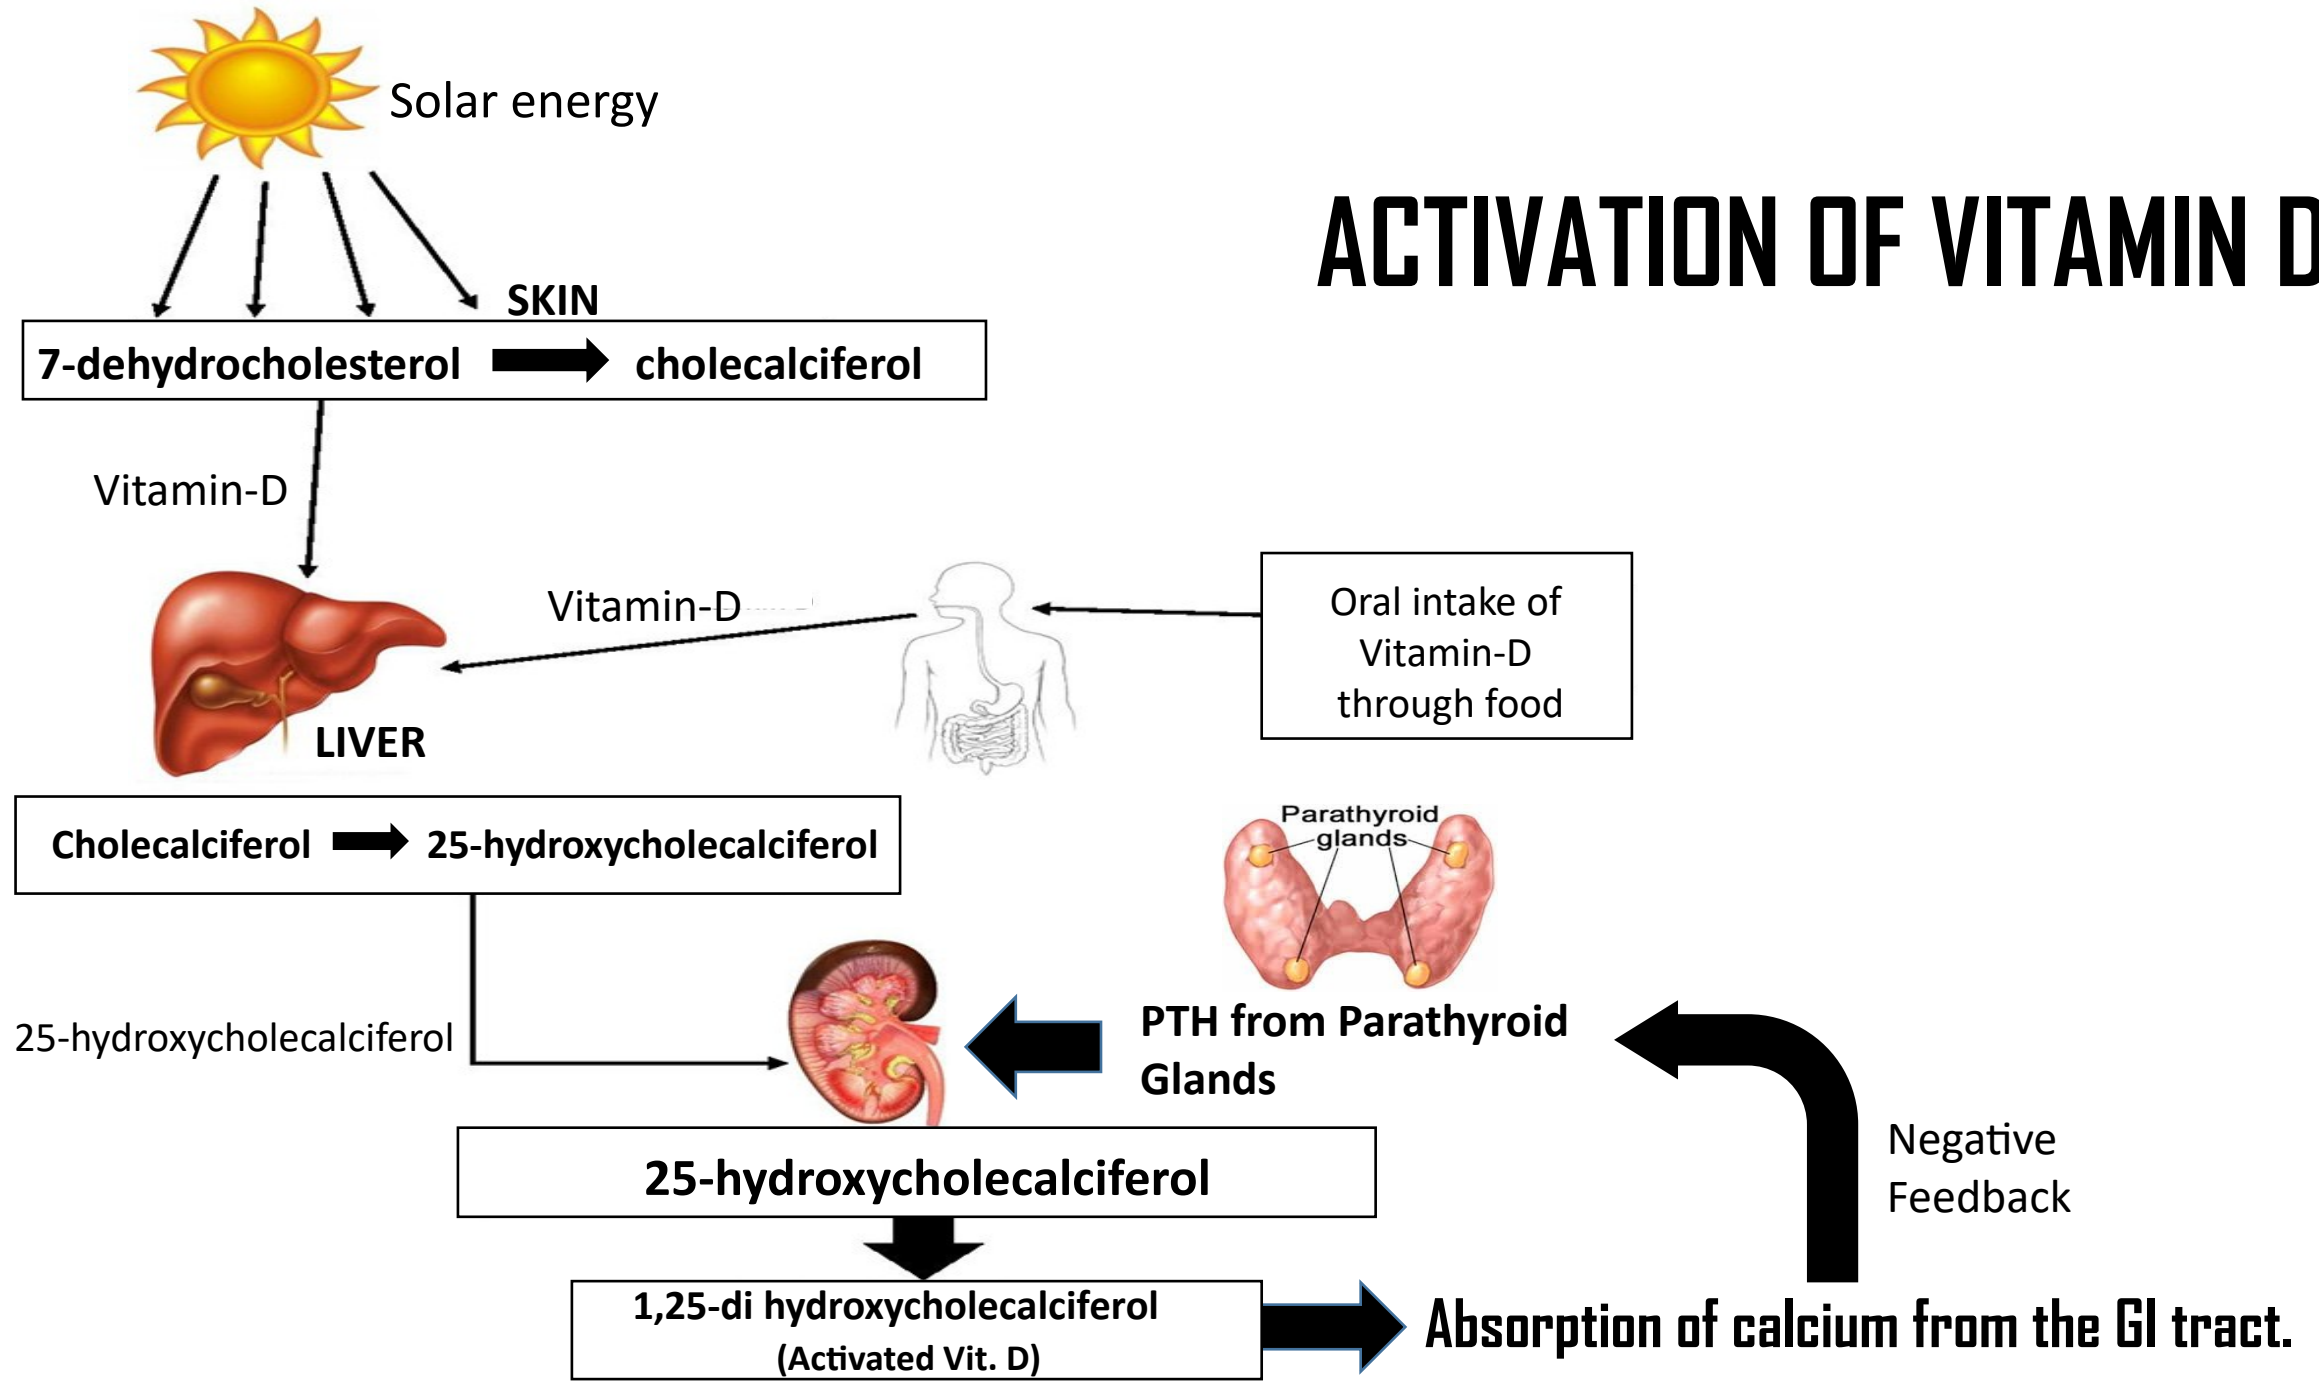 Solar energy
ACTIVATION OF VITAMIN D
SKIN
7-dehydrocholesterol cholecalciferol
Vitamin-D
Vitamin-D
Oral intake of
Vitamin-D
through food
LIVER
Cholecalciferol 25-hydroxycholecalciferol
Parathyroid
glands
25-hydroxycholecalciferol
PTH from Parathyroid
Glands
25-hydroxycholecalciferol
Negative
Feedback
1,25-di hydroxycholecalciferol
(Activated Vit. D)
Absorption of calcium from the GI tract.